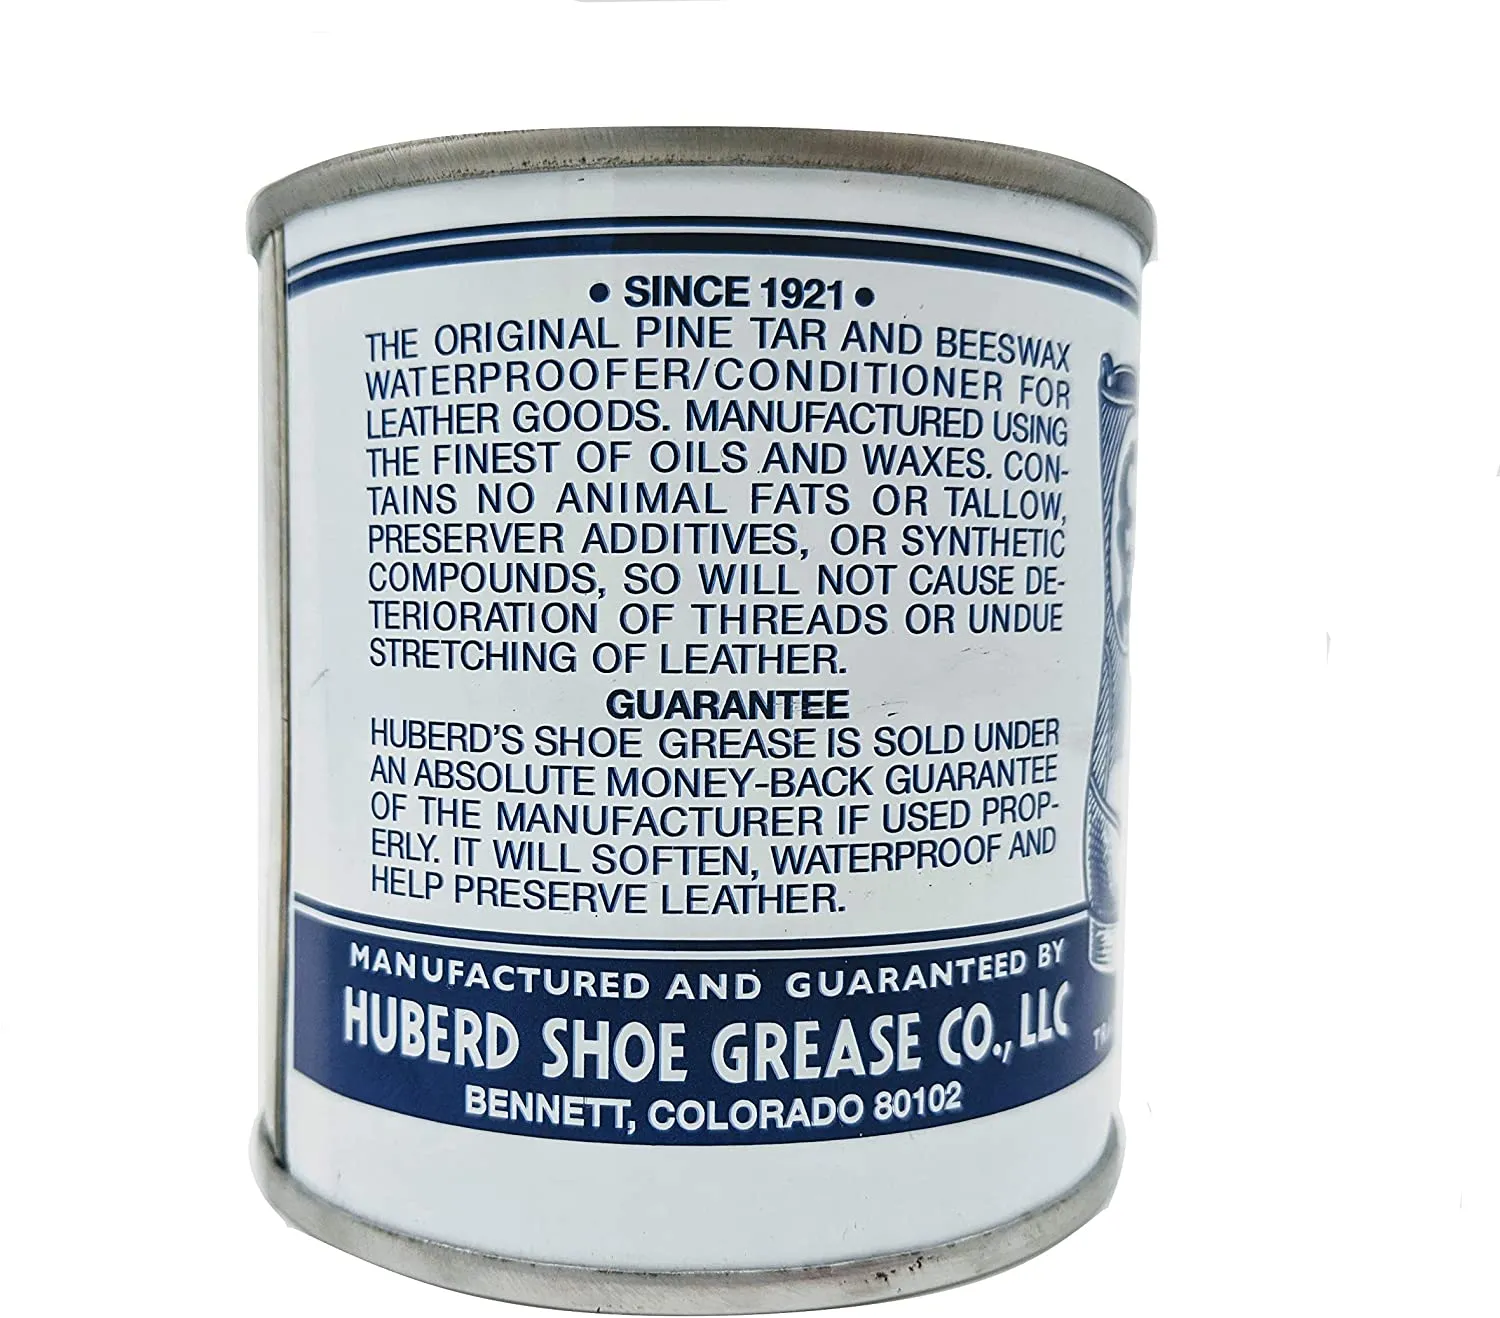 • SINCE 1921 •
THE ORIGINAL PINE TAR AND BEESWAX
WATERPROOFER/CONDITIONER FOR
LEATHER GOODS. MANUFACTURED USING
THE FINEST OF OILS AND WAXES. CON-
TAINS NO ANIMAL FATS OR TALLOW,
PRESERVER ADDITIVES, OR SYNTHETIC
COMPOUNDS, SO WILL NOT CAUSE DE-
TERIORATION OF THREADS OR UNDUE
STRETCHING OF LEATHER.
GUARANTEE
HUBERD'S SHOE GREASE IS SOLD UNDER
AN ABSOLUTE MONEY-BACK GUARANTEE
OF THE MANUFACTURER IF USED PROP-
ERLY. IT WILL SOFTEN, WATERPROOF AND
HELP PRESERVE LEATHER.
MANUFACTURED AND GUARANTEED BY
HUBERD SHOE GREASE CO., LLC
BENNETT, COLORADO 80102